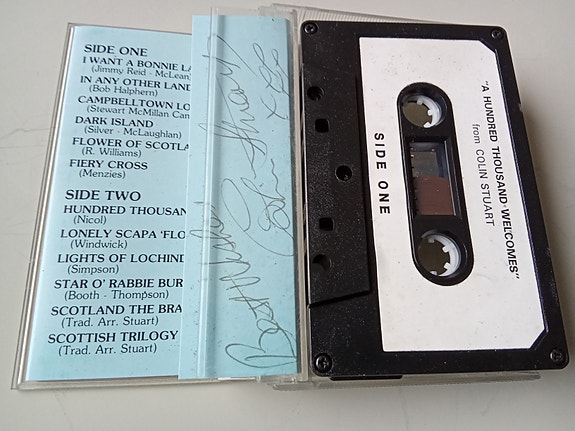 SIDE ONE
I WANT A BONNIE LA
(Jimmy Reid - McLean)
IN ANY OTHER LAND
(Bob Halphern)
CAMPBELLTOWN LO
(Stewart McMillan Cam
DARK ISLAND
(Silver - McLaughlan)
FLOWER OF SCOTLA
(R. Williams)
FIERY CROSS
(Menzies)
SIDE TWO
HUNDRED THOUSAN
(Nicol)
LONELY SCAPA 'FLO
(Windwick)
LIGHTS OF LOCHIND
(Simpson)
STAR O' RABBIE BUR
(Booth - Thompson)
SCOTLAND THE BRA
(Trad. Arr. Stuart)
SCOTTISH TRILOGY
(Trad. Arr. Stuart)
Best Wishes
Colin Stuart
"A HUNDRED THOUSAND-WELCOMES"
from COLIN STUART
SIDE ONE